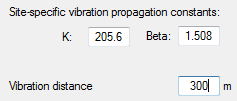 Site-specific vibration propagation constants:
K: 205.6 Beta: 1.508
Vibration distance 300 m